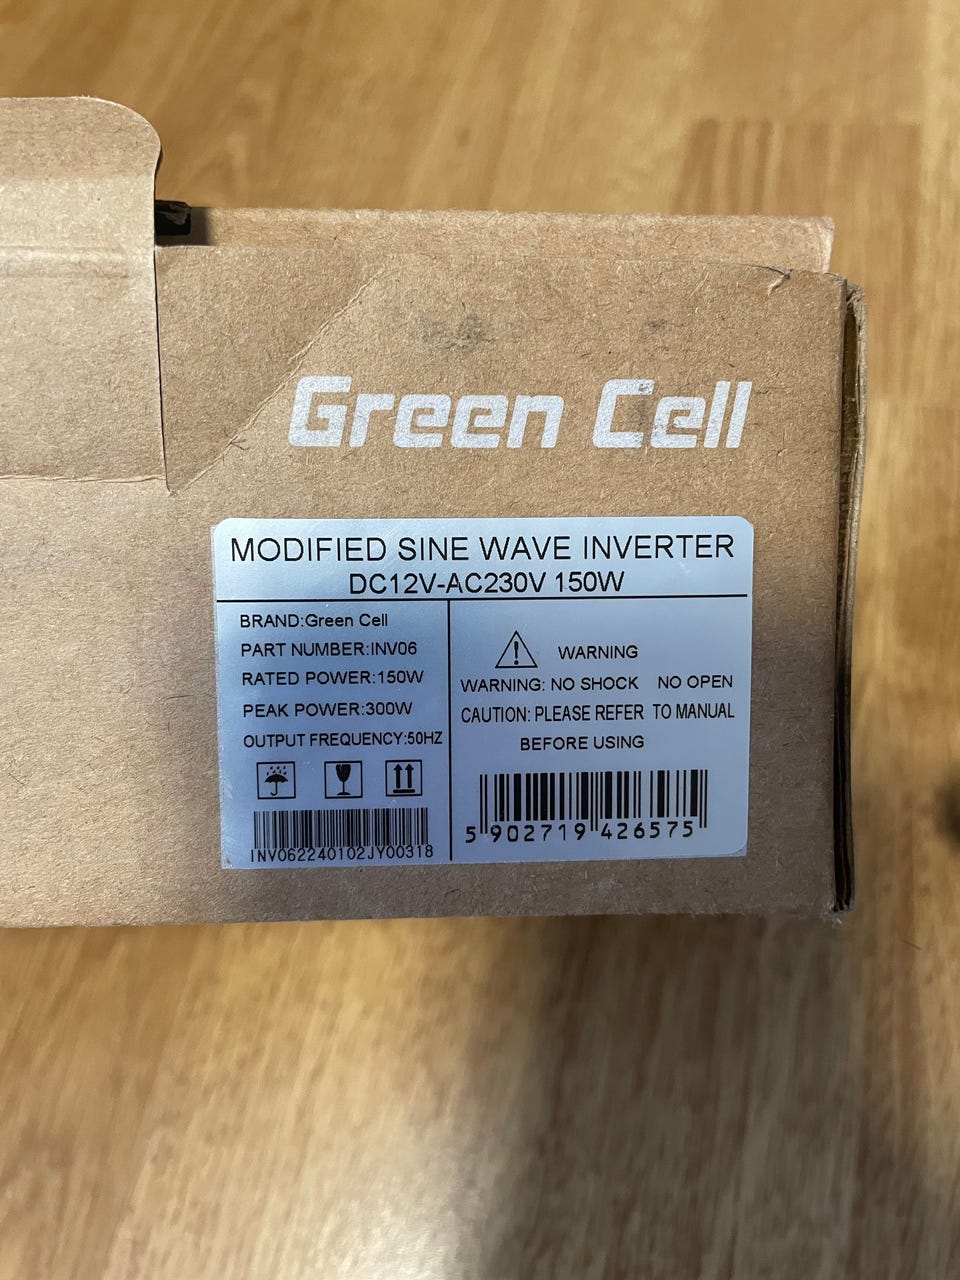 Green Cell
MODIFIED SINE WAVE INVERTER
DC12V-AC230V 150W
BRAND:Green Cell
PART NUMBER:INV06
RATED POWER:150W
PEAK POWER:300W
OUTPUT FREQUENCY:50HZ
INV062240102JY00318
WARNING
WARNING: NO SHOCK NO OPEN
CAUTION: PLEASE REFER TO MANUAL
BEFORE USING
5 902719 426575